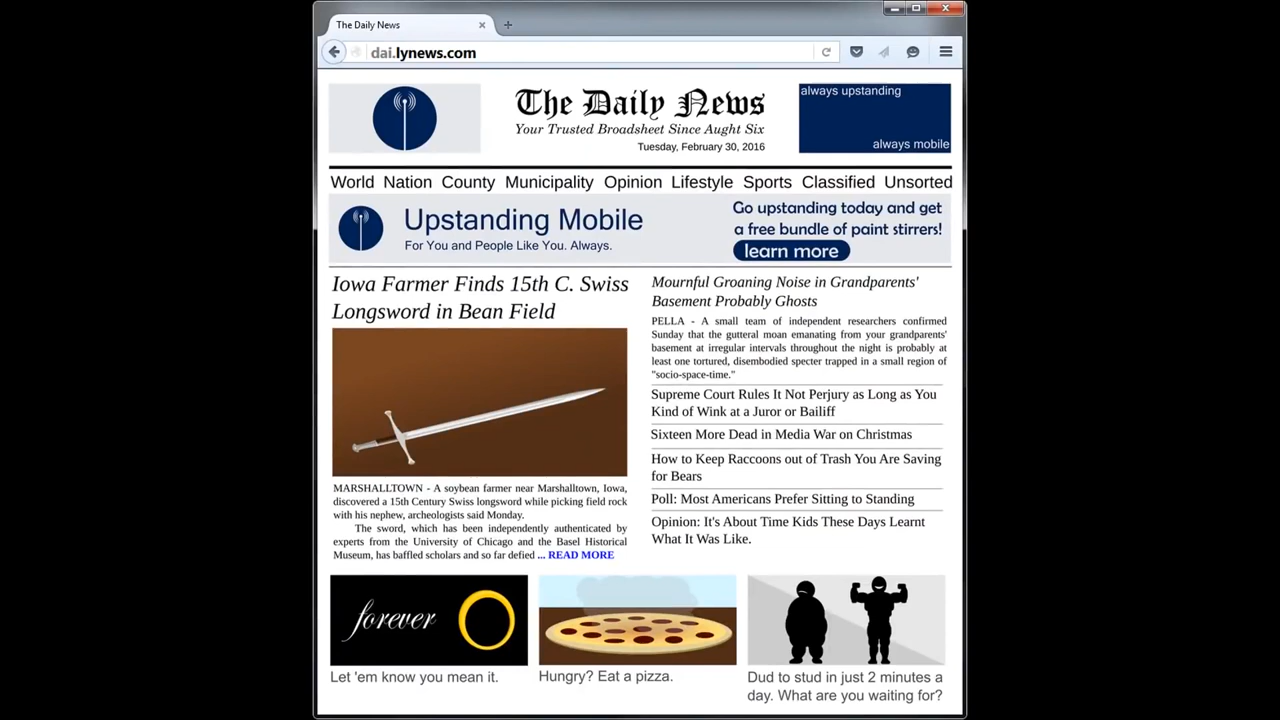 The Daily News
dai.lynews.com
The Daily News
Your Trusted Broadsheet Since Aught Six
Tuesday, February 30, 2016
always upstanding
always mobile
World Nation County Municipality Opinion Lifestyle Sports Classified Unsorted
Upstanding Mobile
For You and People Like You. Always.
Go upstanding today and get
a free bundle of paint stirrers!
learn more
Iowa Farmer Finds 15th C. Swiss
Longsword in Bean Field
MARSHALLTOWN - A soybean farmer near Marshalltown, Iowa,
discovered a 15th Century Swiss longsword while picking field rock
with his nephew, archeologists said Monday.
The sword, which has been independently authenticated by
experts from the University of Chicago and the Basel Historical
Museum, has baffled scholars and so far defied ... READ MORE
Mournful Groaning Noise in Grandparents'
Basement Probably Ghosts
PELLA - A small team of independent researchers confirmed
Sunday that the gutteral moan emanating from your grandparents'
basement at irregular intervals throughout the night is probably at
least one tortured, disembodied specter trapped in a small region of
"socio-space-time."
Supreme Court Rules It Not Perjury as Long as You
Kind of Wink at a Juror or Bailiff
Sixteen More Dead in Media War on Christmas
How to Keep Raccoons out of Trash You Are Saving
for Bears
Poll: Most Americans Prefer Sitting to Standing
Opinion: It's About Time Kids These Days Learnt
What It Was Like.
forever
Let 'em know you mean it.
Hungry? Eat a pizza.
Dud to stud in just 2 minutes a
day. What are you waiting for?